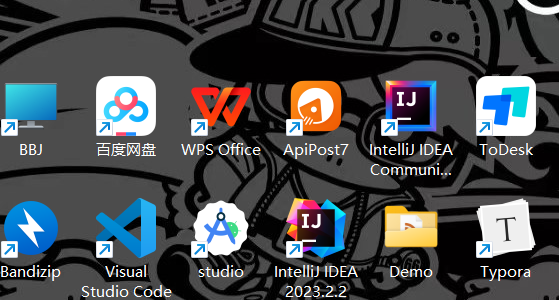 BBJ
百度网盘
WPS Office
ApiPost7
IntelliJ IDEA
Communi...
ToDesk
Bandizip
Visual
Studio Code
studio
IntelliJ IDEA
2023.2.2
Demo
Typora
IJ
IJ
T